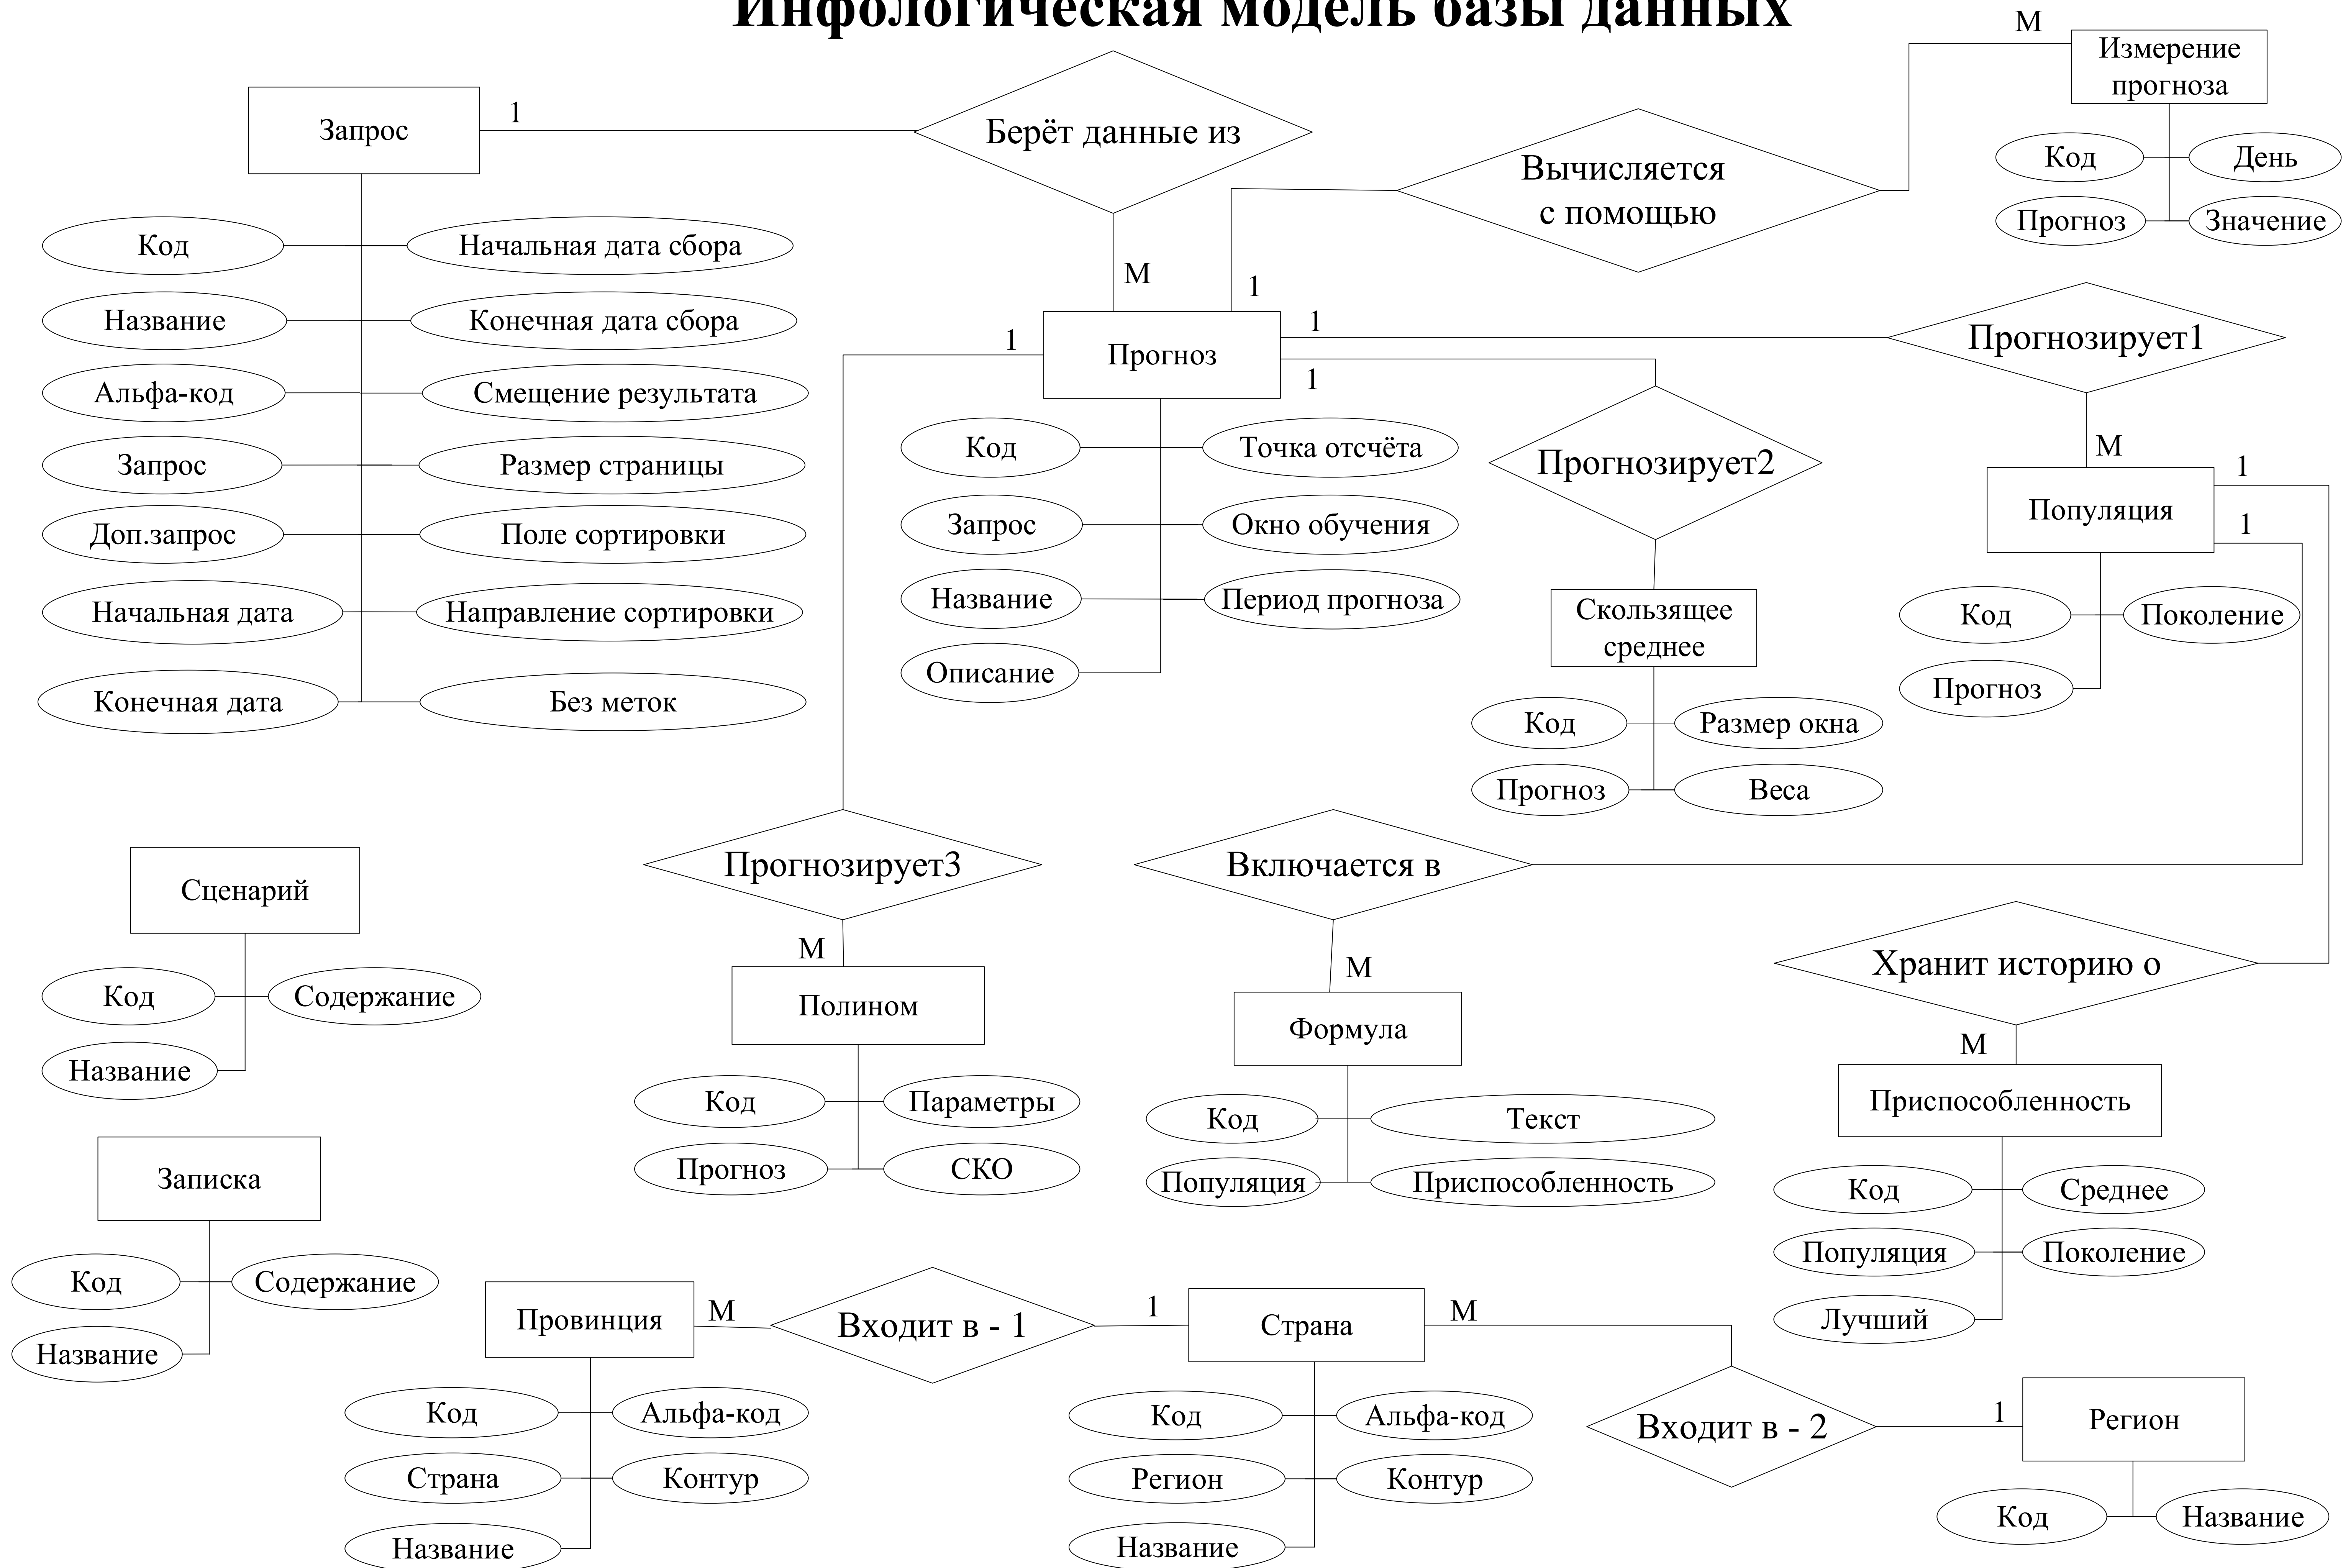 Инфологическая модель базы данных
М
Измерение
прогноза
Код
День
Прогноз
Значение
Запрос
1
Берёт данные из
М
Вычисляется
с помощью
1
Код
Начальная дата сбора
Название
Конечная дата сбора
Альфа-код
Смещение результата
Запрос
Размер страницы
Доп.запрос
Поле сортировки
Начальная дата
Направление сортировки
Конечная дата
Без меток
1
Прогноз
1
1
Код
Точка отсчёта
Запрос
Окно обучения
Название
Период прогноза
Описание
Прогнозирует1
М
Прогнозирует2
Популяция
1
1
Код
Поколение
Прогноз
Скользящее
среднее
Код
Размер окна
Прогноз
Веса
Сценарий
Код
Содержание
Название
Прогнозирует3
М
Полином
Код
Параметры
Прогноз
СКО
Включается в
М
Формула
Код
Текст
Популяция
Приспособленность
Хранит историю о
М
Приспособленность
Код
Среднее
Популяция
Поколение
Лучший
Записка
Код
Содержание
Название
Провинция
М
Входит в - 1
1
Страна
М
Код
Альфа-код
Страна
Контур
Название
Код
Альфа-код
Регион
Контур
Название
Входит в - 2
1
Регион
Код
Название